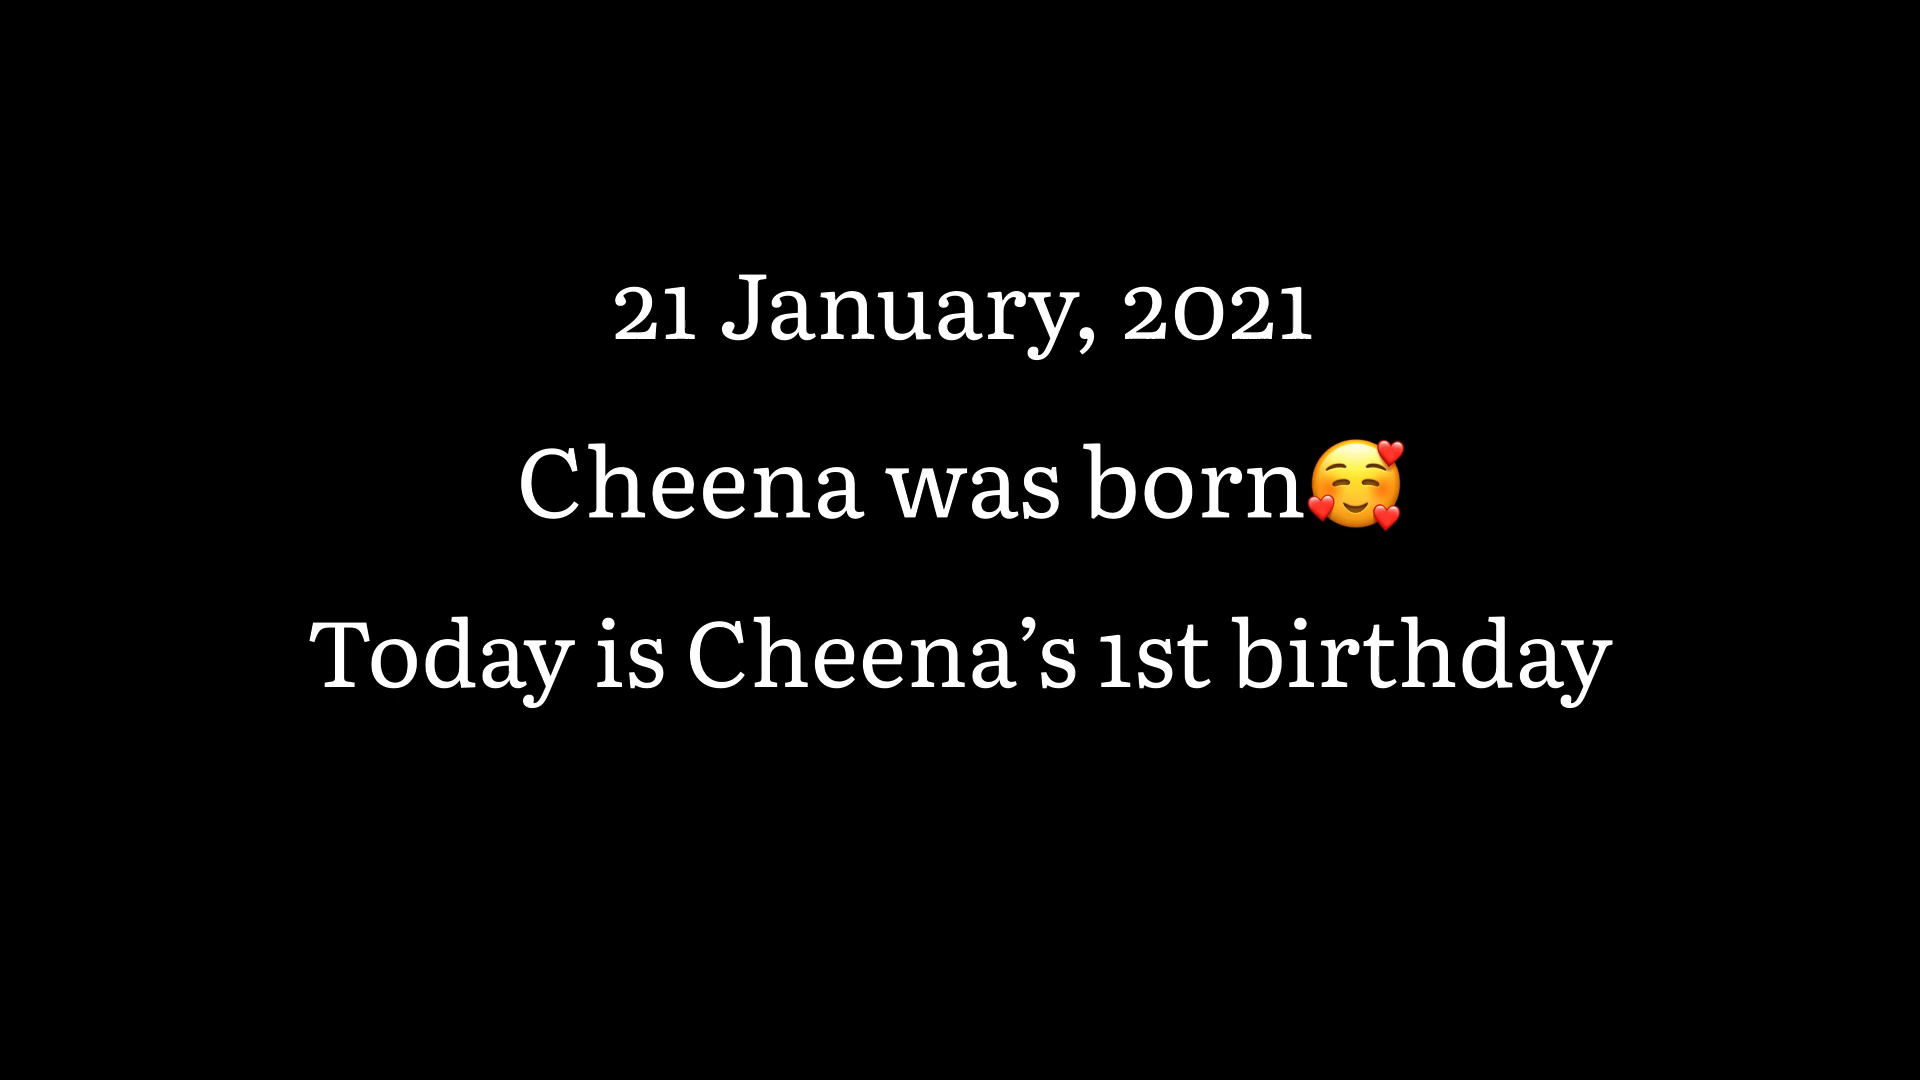 21 January, 2021
Cheena was born🥰
Today is Cheena’s 1st birthday